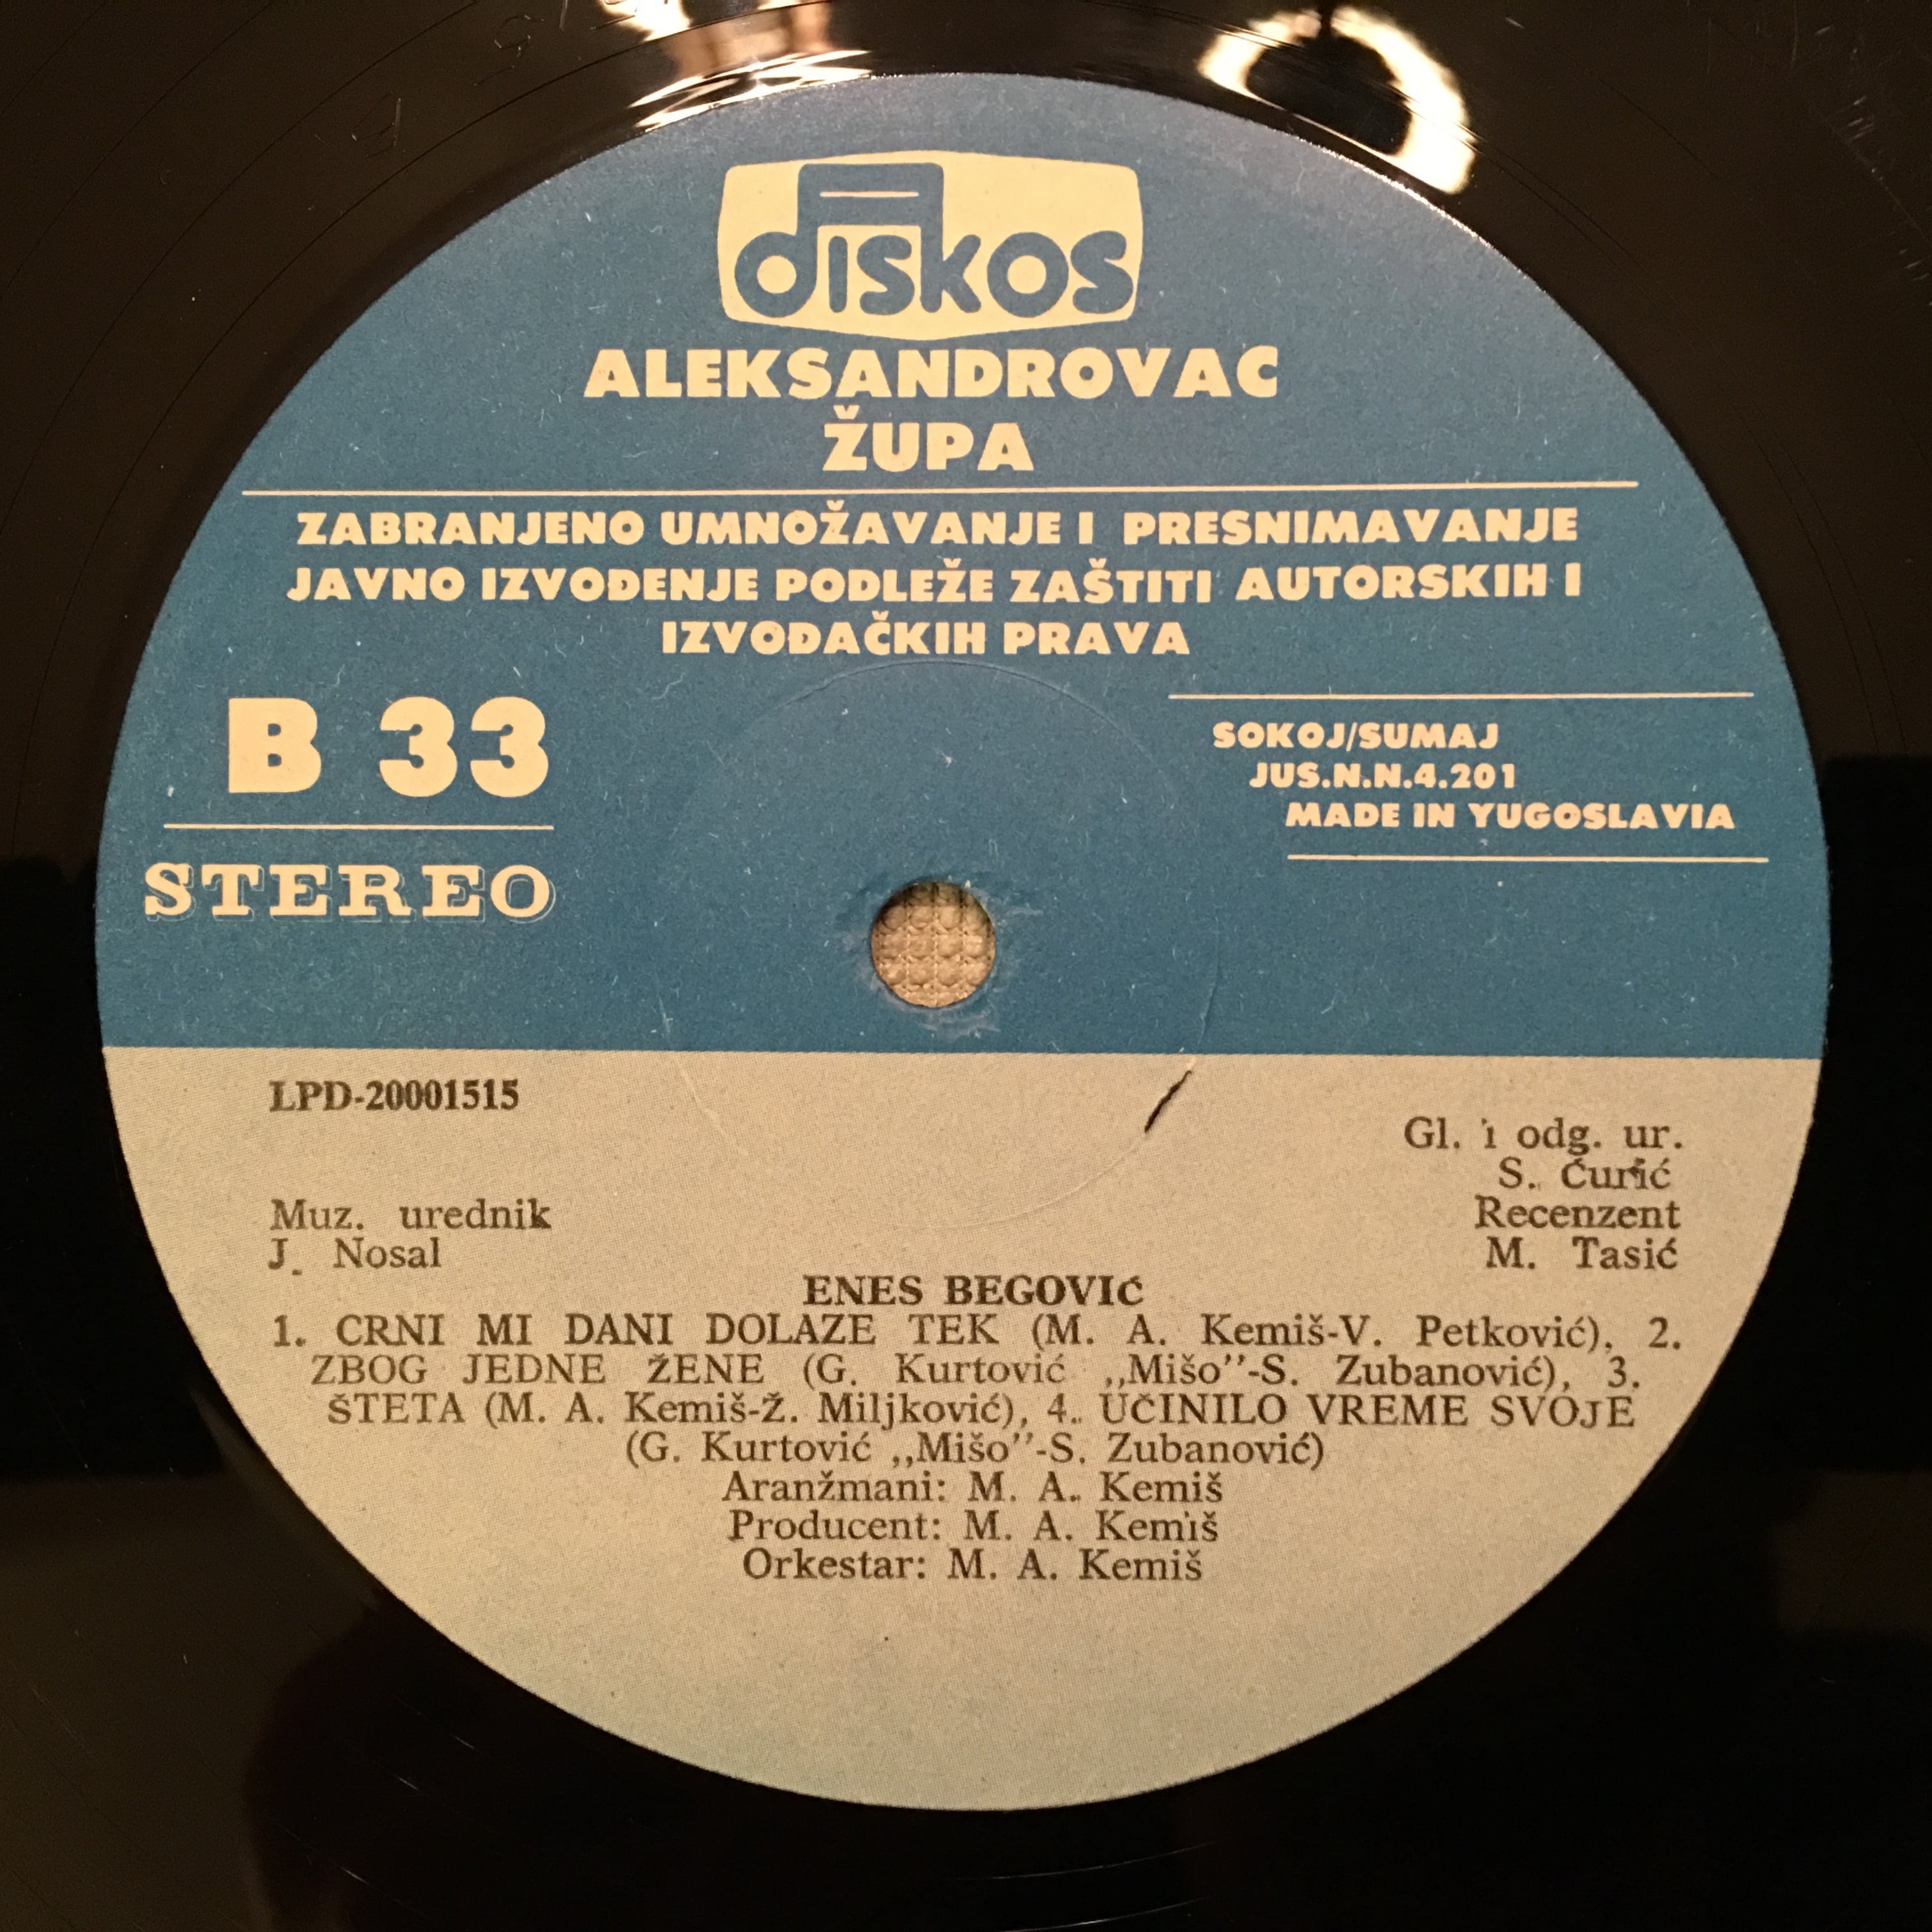 DISKOS
ALEKSANDROVAC
ŽUPA
ZABRANJENO UMNOŽAVANJE I PRESNIMAVANJE
JAVNO IZVOĐENJE PODLEŽE ZAŠTITI AUTORSKIH I
IZVOĐAČKIH PRAVA
B 33
STEREO
SOKOJ/SUMAJ
JUS.N.N.4.201
MADE IN YUGOSLAVIA
LPD-20001515
Gl. i odg. ur.
S. Ćurić
Recenzent
M. Tasić
Muz. urednik
J. Nosal
ENES BEGOVIĆ
1. CRNI MI DANI DOLAZE TEK (M. A. Kemiš-V. Petković), 2.
ZBOG JEDNE ŽENE (G. Kurtović ,,Mišo”-S. Zubanović), 3.
ŠTETA (M. A. Kemiš-Ž. Miljković), 4. UČINILO VREME SVOJE
(G. Kurtović ,,Mišo”-S. Zubanović)
Aranžmani: M. A. Kemiš
Producent: M. A. Kemiš
Orkestar: M. A. Kemiš